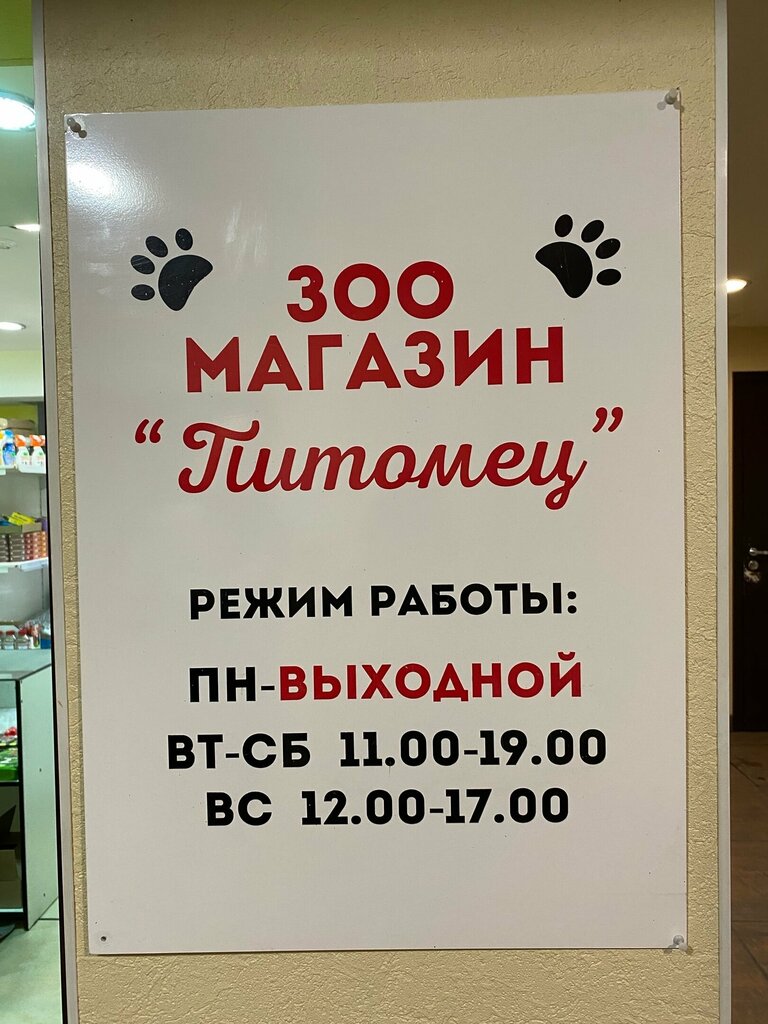 ЗОО
МАГАЗИН
“Питомец”
РЕЖИМ РАБОТЫ:
ПН-ВЫХОДНОЙ
ВТ-СБ 11.00-19.00
ВС 12.00-17.00